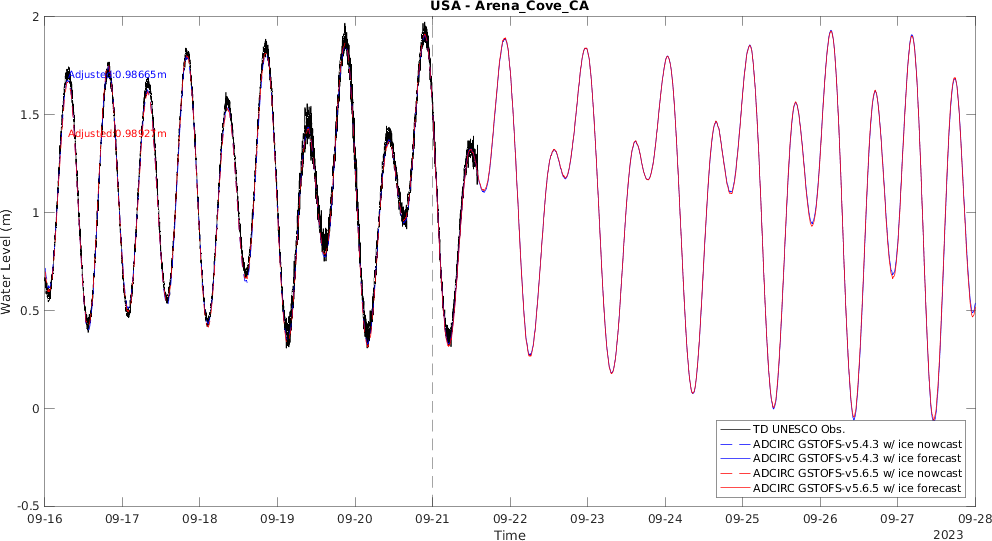 USA - Arena_Cove_CA
2
1.5
1
0.5
0
-0.5
Water Level (m)
Adjusted:0.98665m
Adjusted:0.98927m
TD UNESCO Obs.
ADCIRC GSTOFS-v5.4.3 w/ ice nowcast
ADCIRC GSTOFS-v5.4.3 w/ ice forecast
ADCIRC GSTOFS-v5.6.5 w/ ice nowcast
ADCIRC GSTOFS-v5.6.5 w/ ice forecast
09-16 09-17 09-18 09-19 09-20 09-21 09-22 09-23 09-24 09-25 09-26 09-27 09-28
Time
2023